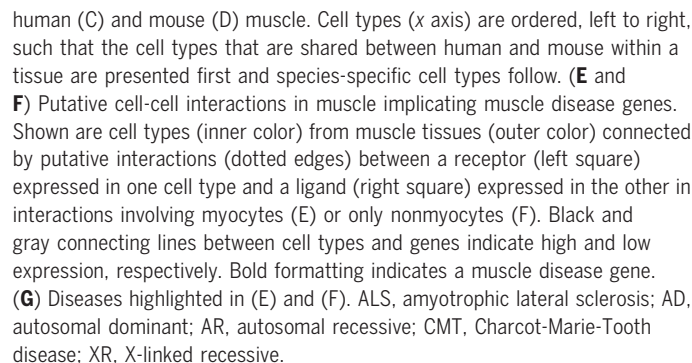 human (C) and mouse (D) muscle. Cell types (x axis) are ordered, left to right,
such that the cell types that are shared between human and mouse within a
tissue are presented first and species-specific cell types follow. (E and
F) Putative cell-cell interactions in muscle implicating muscle disease genes.
Shown are cell types (inner color) from muscle tissues (outer color) connected
by putative interactions (dotted edges) between a receptor (left square)
expressed in one cell type and a ligand (right square) expressed in the other in
interactions involving myocytes (E) or only nonmyocytes (F). Black and
gray connecting lines between cell types and genes indicate high and low
expression, respectively. Bold formatting indicates a muscle disease gene.
(G) Diseases highlighted in (E) and (F). ALS, amyotrophic lateral sclerosis; AD,
autosomal dominant; AR, autosomal recessive; CMT, Charcot-Marie-Tooth
disease; XR, X-linked recessive.